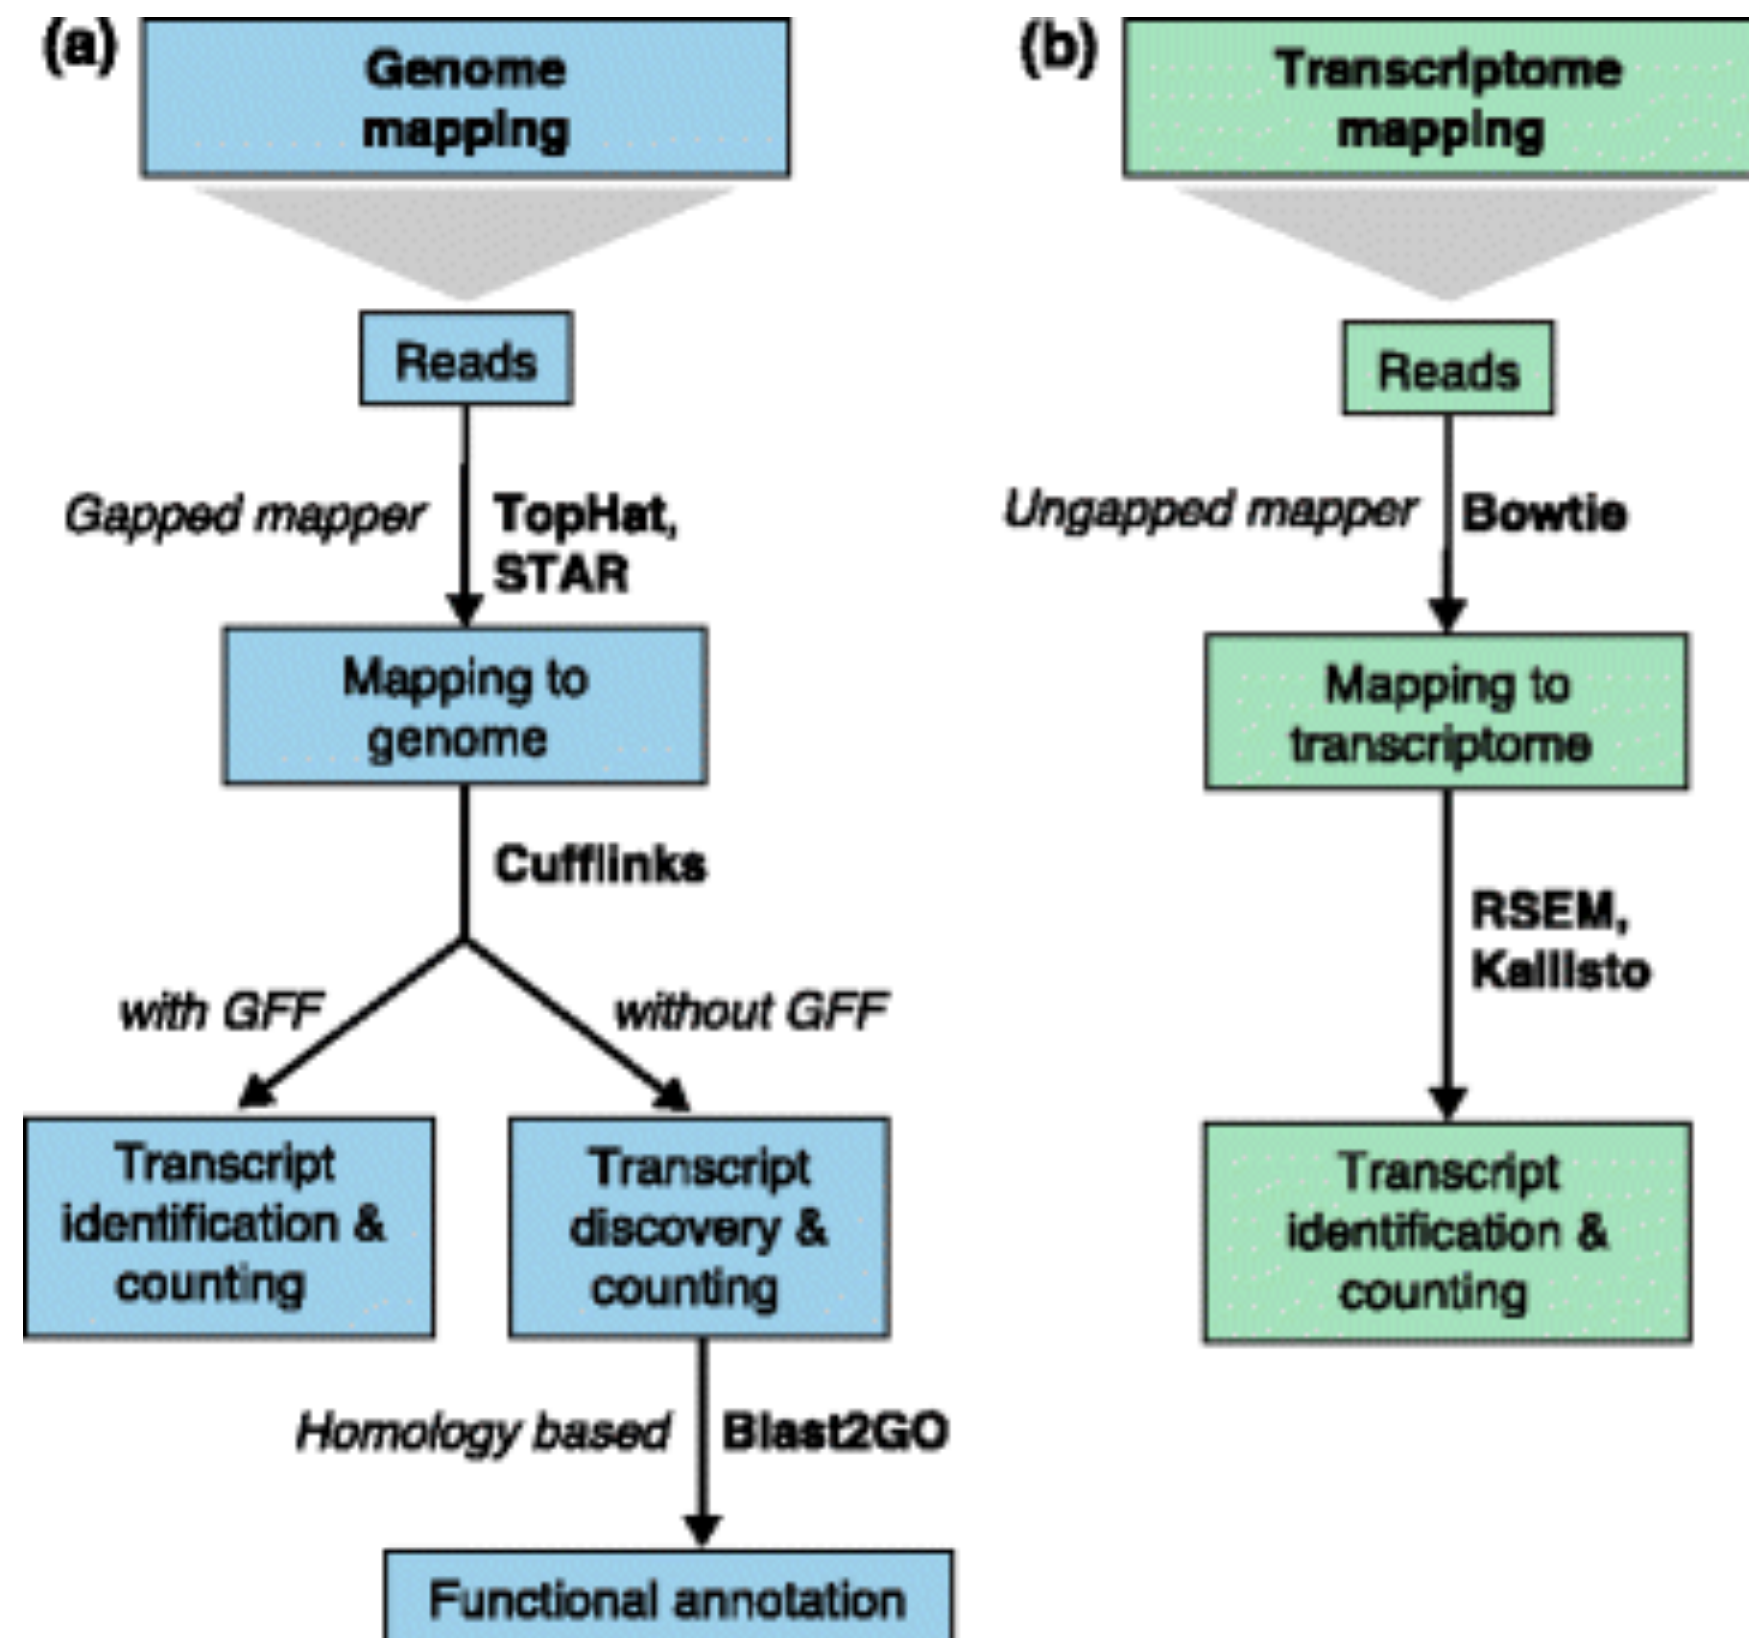 (a)
Genome
mapping
Reads
Gapped mapper
TopHat,
STAR
Mapping to
genome
Cufflinks
with GFF
without GFF
Transcript
identification &
counting
Transcript
discovery &
counting
Homology based
Blast2GO
Functional annotation
(b)
Transcriptome
mapping
Reads
Ungapped mapper
Bowtie
Mapping to
transcriptome
RSEM,
Kallisto
Transcript
identification &
counting